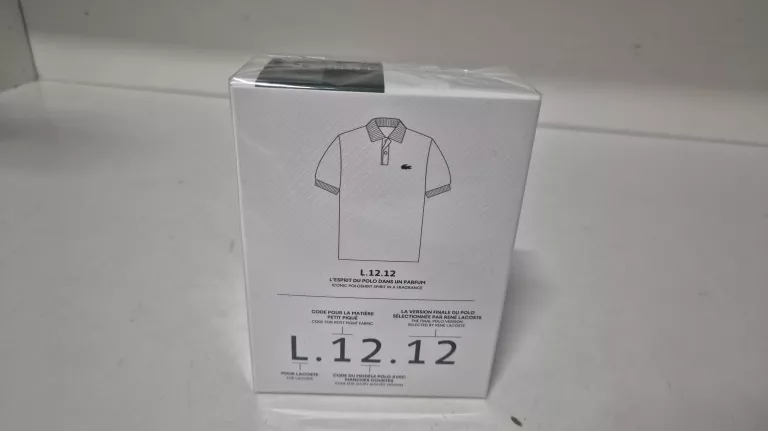 L.12.12
L'ESPRIT DU POLO DANS UN PARFUM
ICONIC POLOSHIRT SPIRIT IN A FRAGRANCE
CODE POUR LA MATIÈRE
PETIT PIQUÉ
CODE FOR PETIT PIQUÉ FABRIC
LA VERSION FINALE DU POLO
SÉLECTIONNÉE PAR RENÉ LACOSTE
THE FINAL POLO VERSION
SELECTED BY RENÉ LACOSTE
L.12.12
POUR LACOSTE
FOR LACOSTE
CODE DU MODÈLE POLO AVEC
MANCHES COURTES